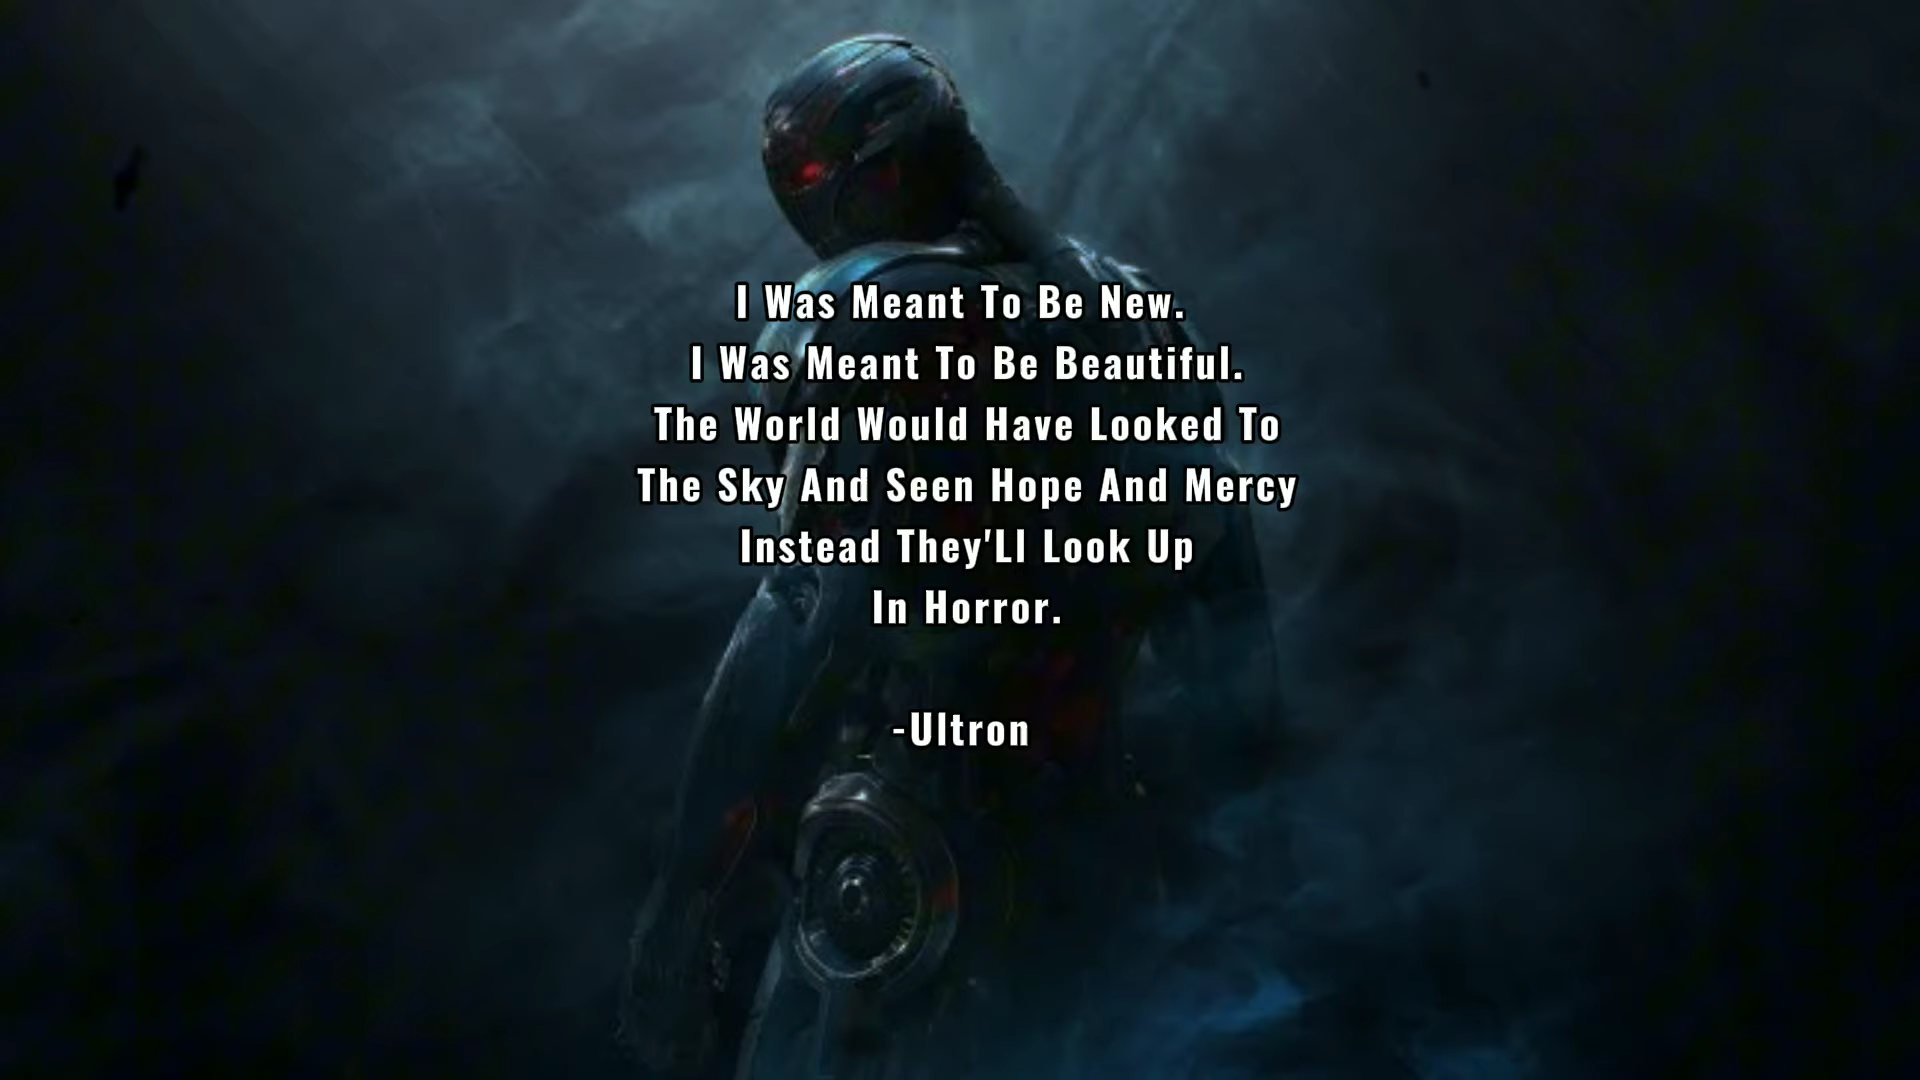 I Was Meant To Be New.
I Was Meant To Be Beautiful.
The World Would Have Looked To
The Sky And Seen Hope And Mercy
Instead They'Ll Look Up
In Horror.
-Ultron